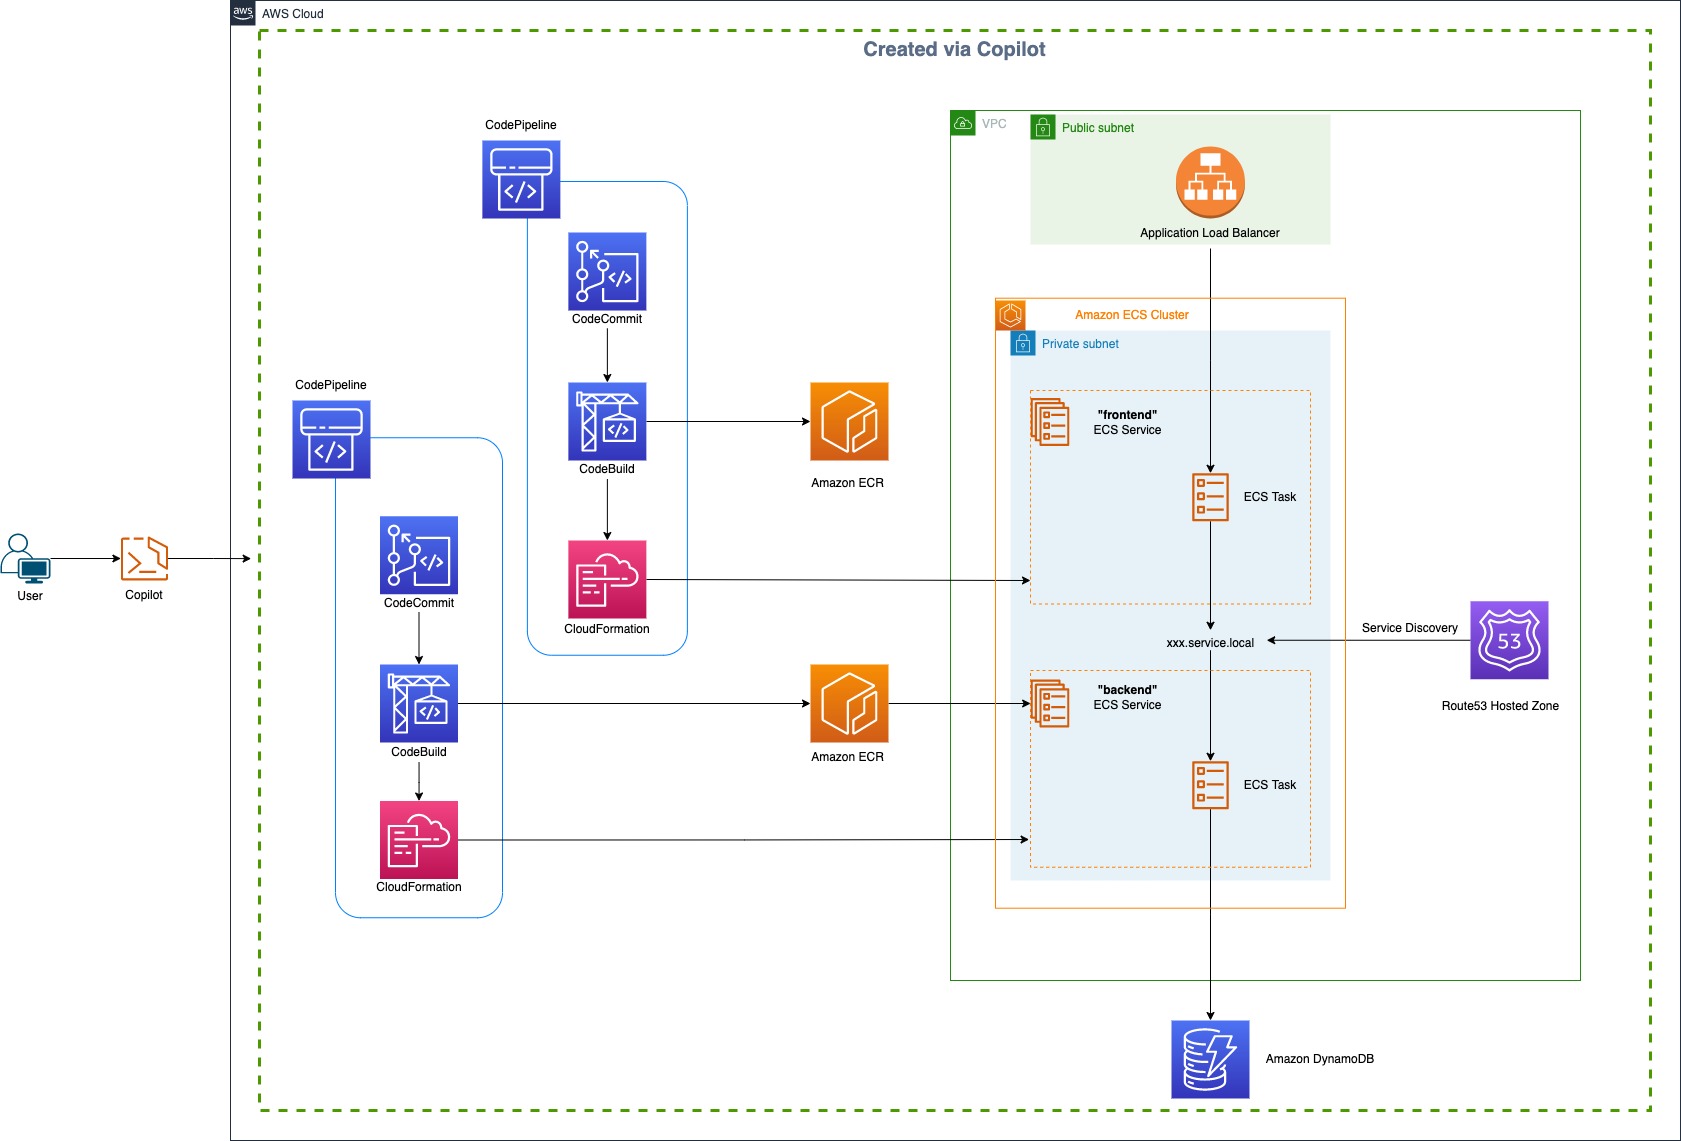 aws
AWS Cloud
Created via Copilot
CodePipeline
VPC
Public subnet
Application Load Balancer
CodeCommit
Amazon ECS Cluster
Private subnet
CodePipeline
"frontend"
ECS Service
CodeBuild
Amazon ECR
ECS Task
User
Copilot
CodeCommit
CloudFormation
xxx.service.local
Service Discovery
53
Route53 Hosted Zone
"backend"
ECS Service
CodeBuild
Amazon ECR
ECS Task
CloudFormation
Amazon DynamoDB